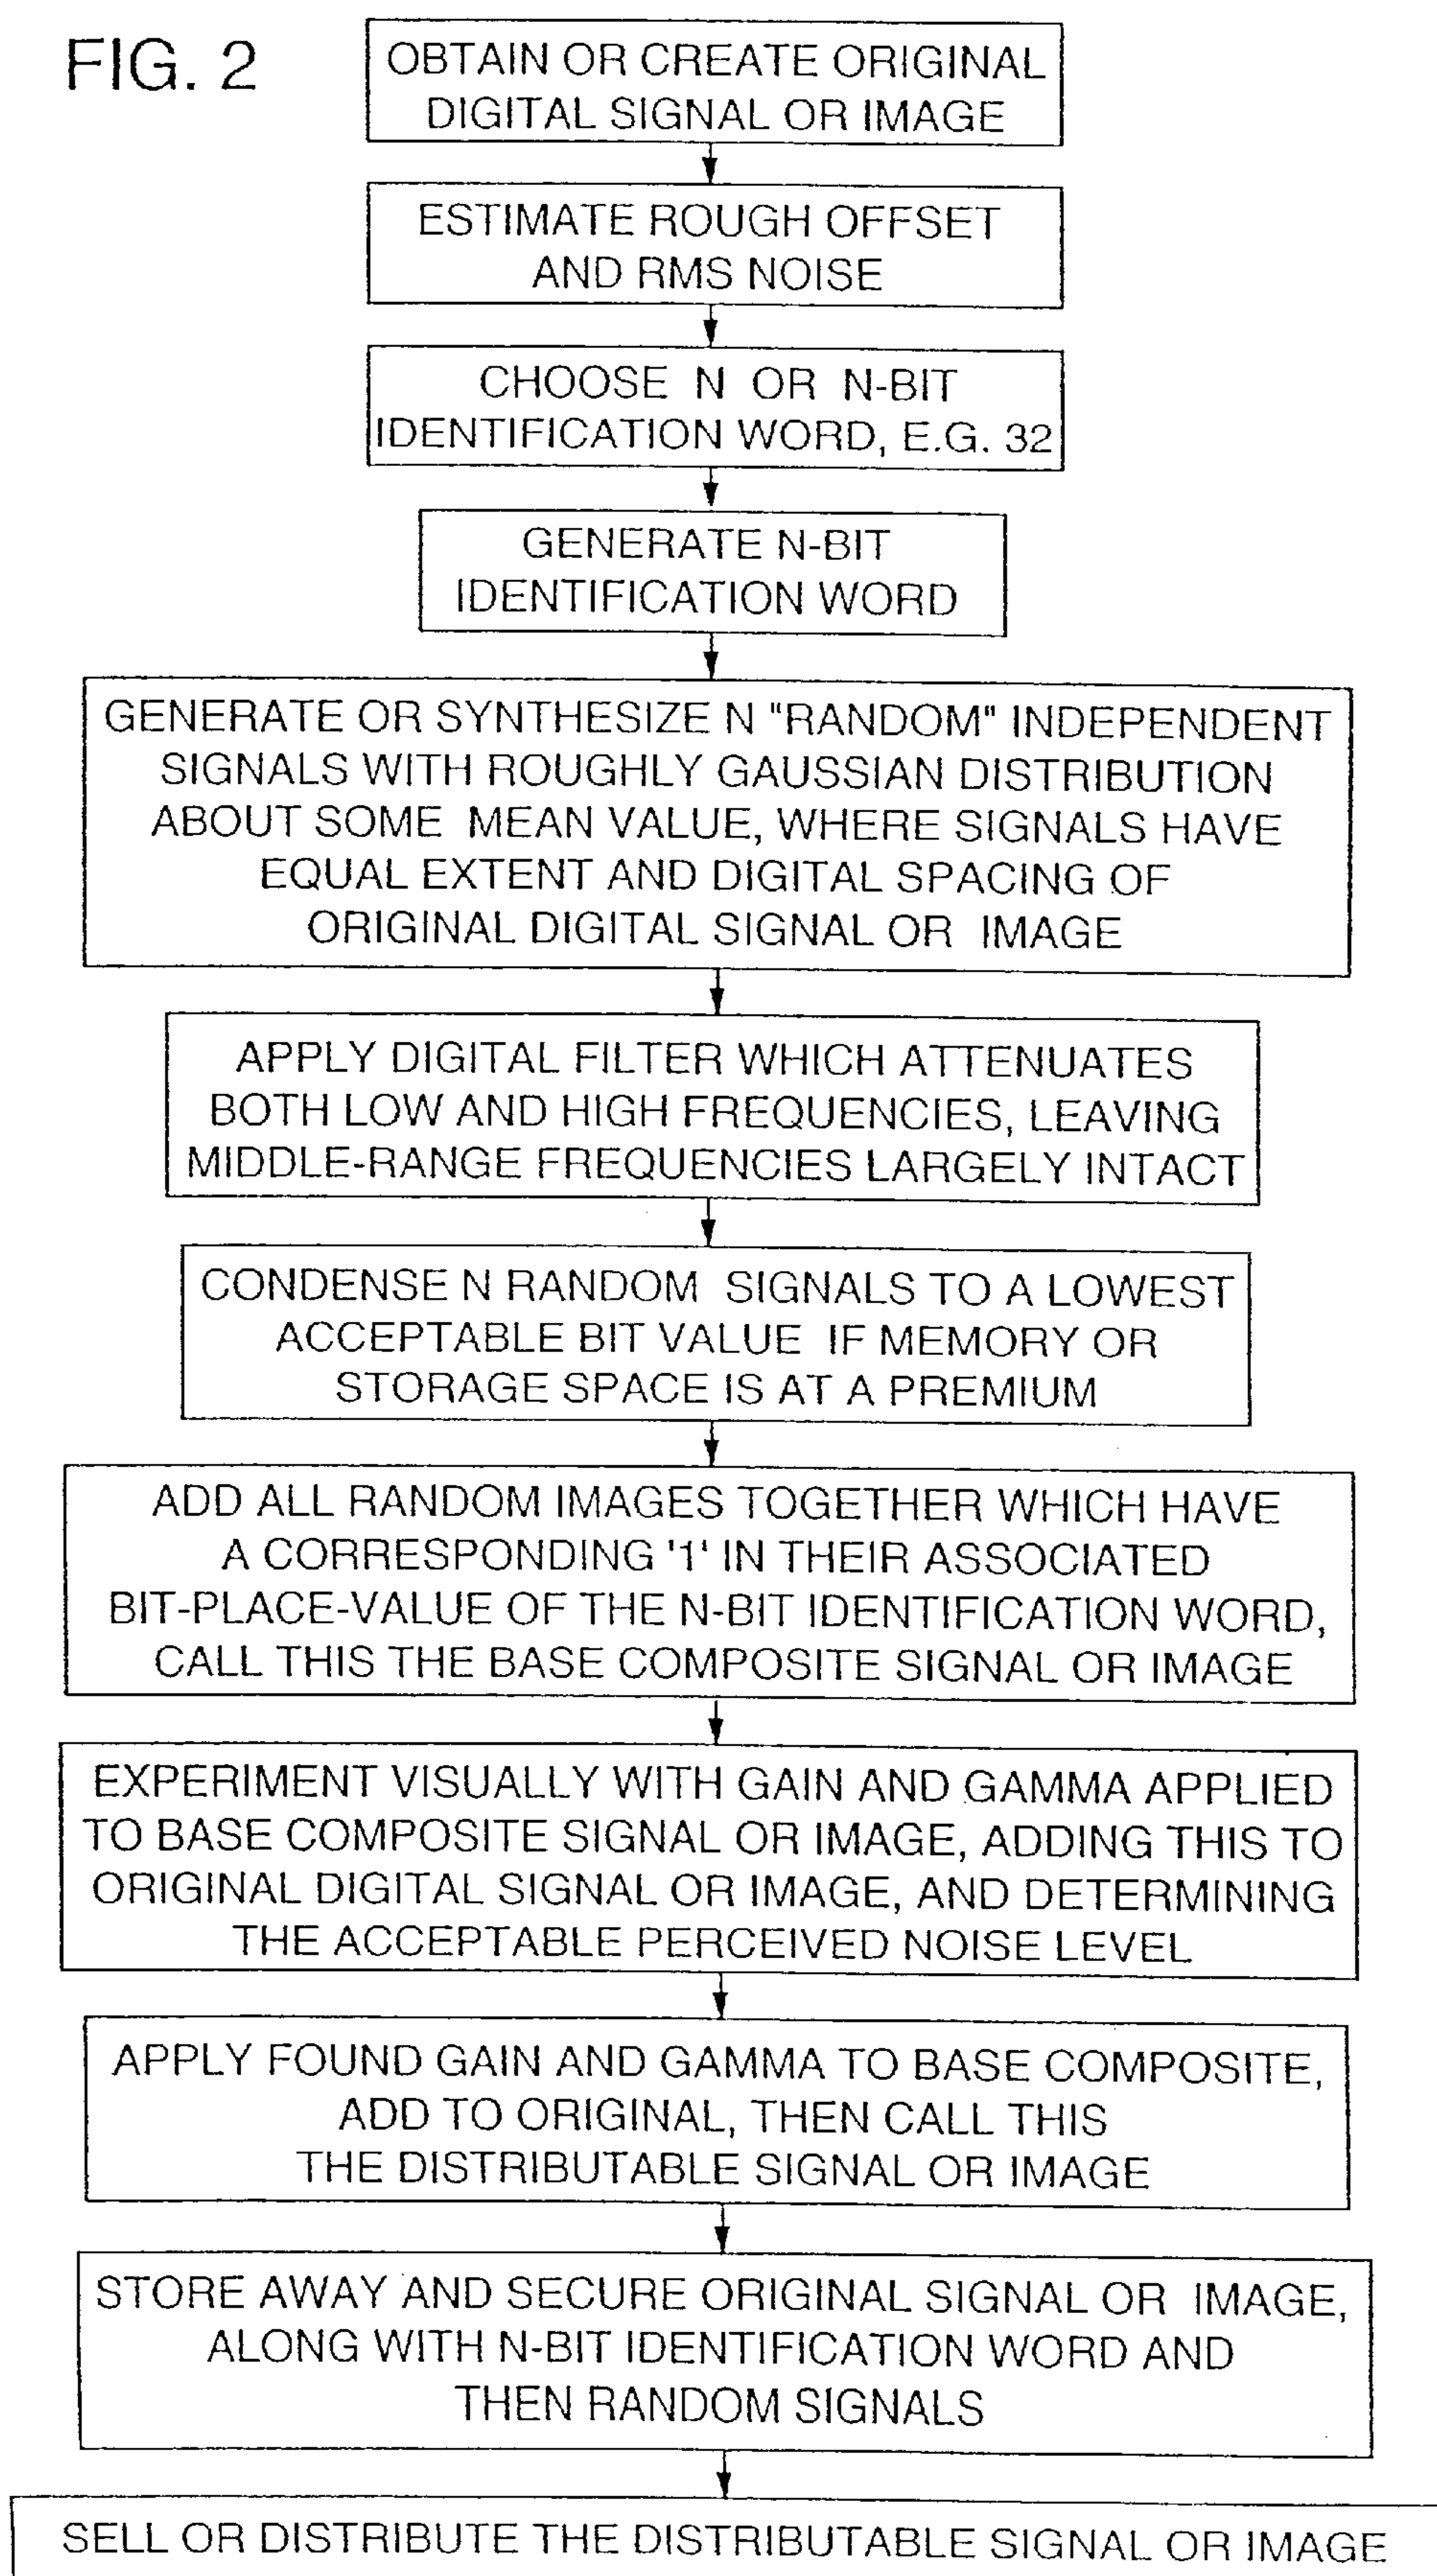 FIG. 2
OBTAIN OR CREATE ORIGINAL
DIGITAL SIGNAL OR IMAGE
ESTIMATE ROUGH OFFSET
AND RMS NOISE
CHOOSE N OR N-BIT
IDENTIFICATION WORD, E.G. 32
GENERATE N-BIT
IDENTIFICATION WORD
GENERATE OR SYNTHESIZE N "RANDOM" INDEPENDENT
SIGNALS WITH ROUGHLY GAUSSIAN DISTRIBUTION
ABOUT SOME MEAN VALUE, WHERE SIGNALS HAVE
EQUAL EXTENT AND DIGITAL SPACING OF
ORIGINAL DIGITAL SIGNAL OR IMAGE
APPLY DIGITAL FILTER WHICH ATTENUATES
BOTH LOW AND HIGH FREQUENCIES, LEAVING
MIDDLE-RANGE FREQUENCIES LARGELY INTACT
CONDENSE N RANDOM SIGNALS TO A LOWEST
ACCEPTABLE BIT VALUE IF MEMORY OR
STORAGE SPACE IS AT A PREMIUM
ADD ALL RANDOM IMAGES TOGETHER WHICH HAVE
A CORRESPONDING '1' IN THEIR ASSOCIATED
BIT-PLACE-VALUE OF THE N-BIT IDENTIFICATION WORD,
CALL THIS THE BASE COMPOSITE SIGNAL OR IMAGE
EXPERIMENT VISUALLY WITH GAIN AND GAMMA APPLIED
TO BASE COMPOSITE SIGNAL OR IMAGE, ADDING THIS TO
ORIGINAL DIGITAL SIGNAL OR IMAGE, AND DETERMINING
THE ACCEPTABLE PERCEIVED NOISE LEVEL
APPLY FOUND GAIN AND GAMMA TO BASE COMPOSITE,
ADD TO ORIGINAL, THEN CALL THIS
THE DISTRIBUTABLE SIGNAL OR IMAGE
STORE AWAY AND SECURE ORIGINAL SIGNAL OR IMAGE,
ALONG WITH N-BIT IDENTIFICATION WORD AND
THEN RANDOM SIGNALS
SELL OR DISTRIBUTE THE DISTRIBUTABLE SIGNAL OR IMAGE